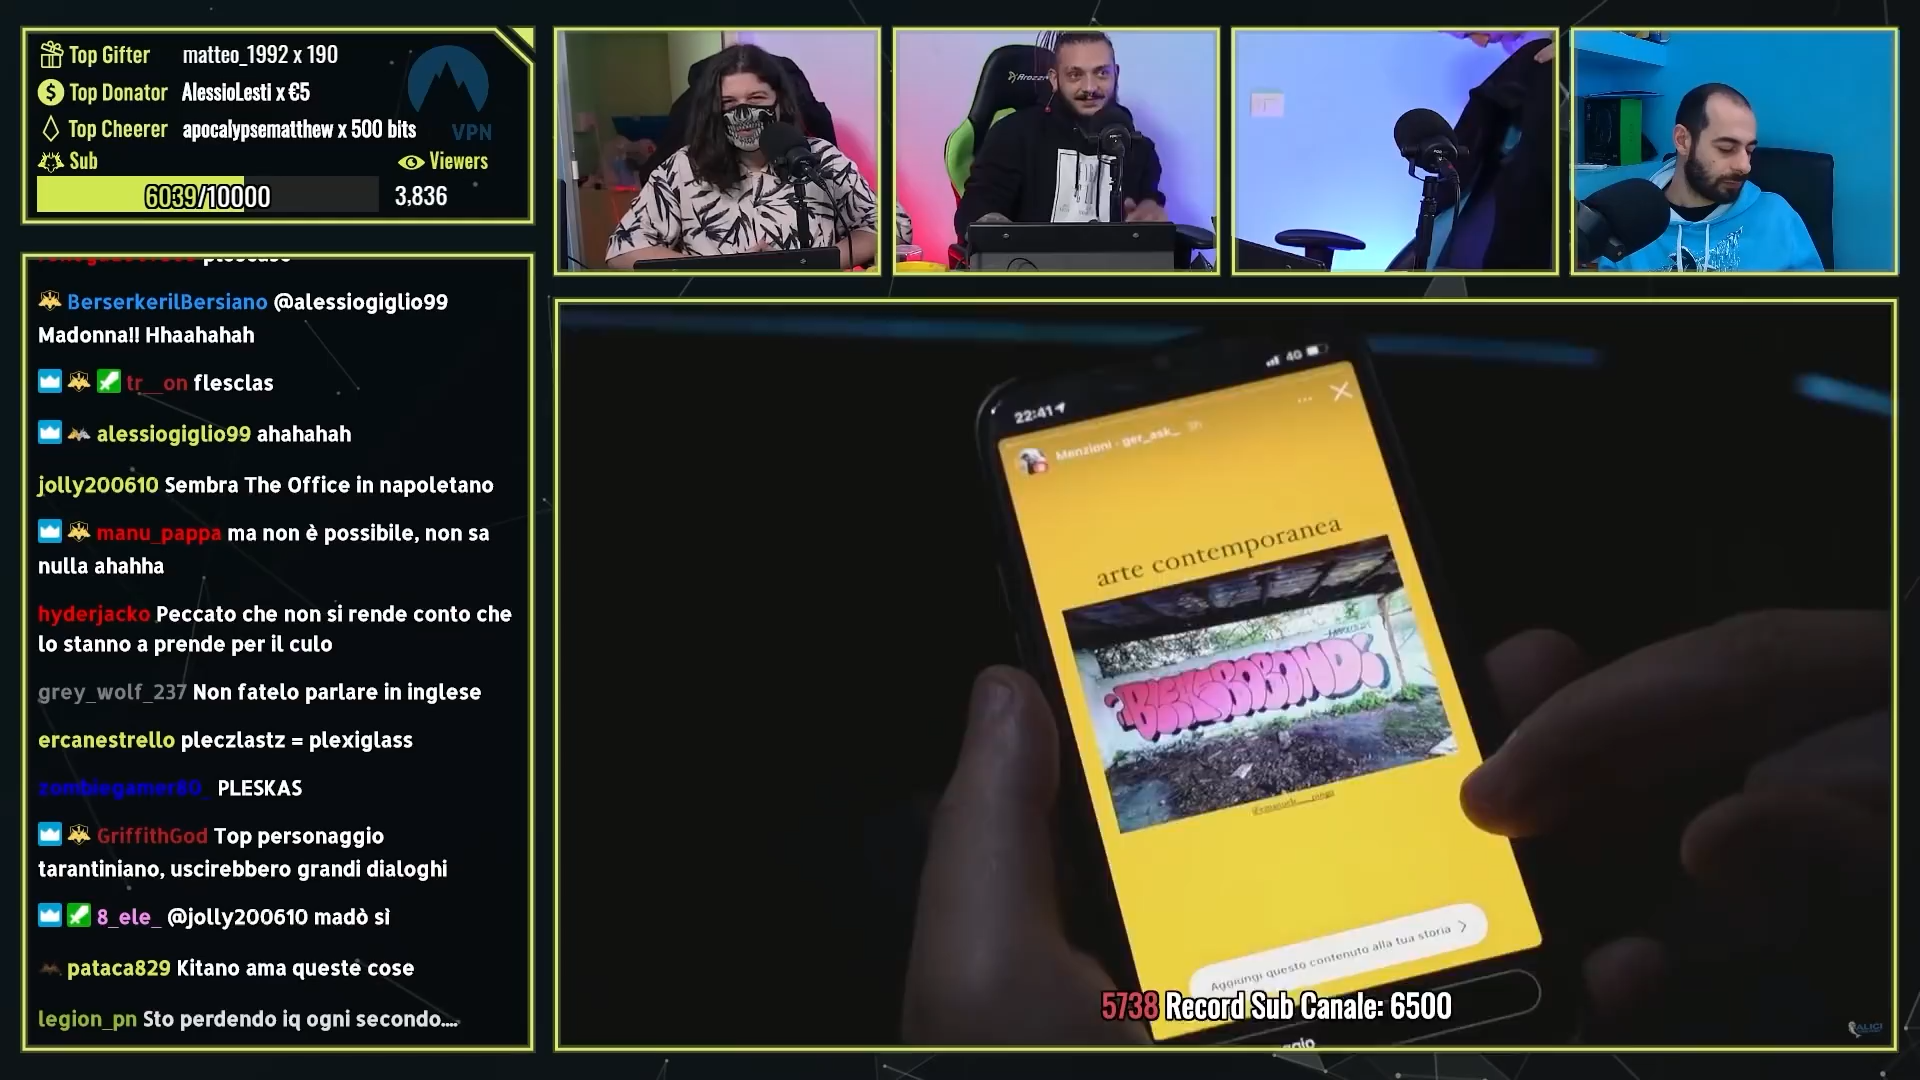 Top Gifter matteo_1992 x 190
Top Donator AlessioLesti x €5
Top Cheerer apocalypsematthew x 500 bits
VPN
Sub
Viewers
6039/10000
3,836
BerserkerilBersiano @alessiogiglio99
Madonna!! Hhaahahah
tr__on flesclas
alessiogiglio99 ahahahah
jolly200610 Sembra The Office in napoletano
manu_pappa ma non è possibile, non sa
nulla ahahha
hyderjacko Peccato che non si rende conto che
lo stanno a prende per il culo
grey_wolf_237 Non fatelo parlare in inglese
ercanestrello pleczlastz = plexiglass
zombiegamer80_ PLESKAS
GriffithGod Top personaggio
tarantiniano, uscirebbero grandi dialoghi
8_ele_ @jolly200610 madò sì
pataca829 Kitano ama queste cose
legion_pn Sto perdendo iq ogni secondo....
Arozzi
22:41
4G
Menzioni · ger_ask_ 3h
arte contemporanea
Aggiungi questo contenuto alla tua storia
5738 Record Sub Canale: 6500